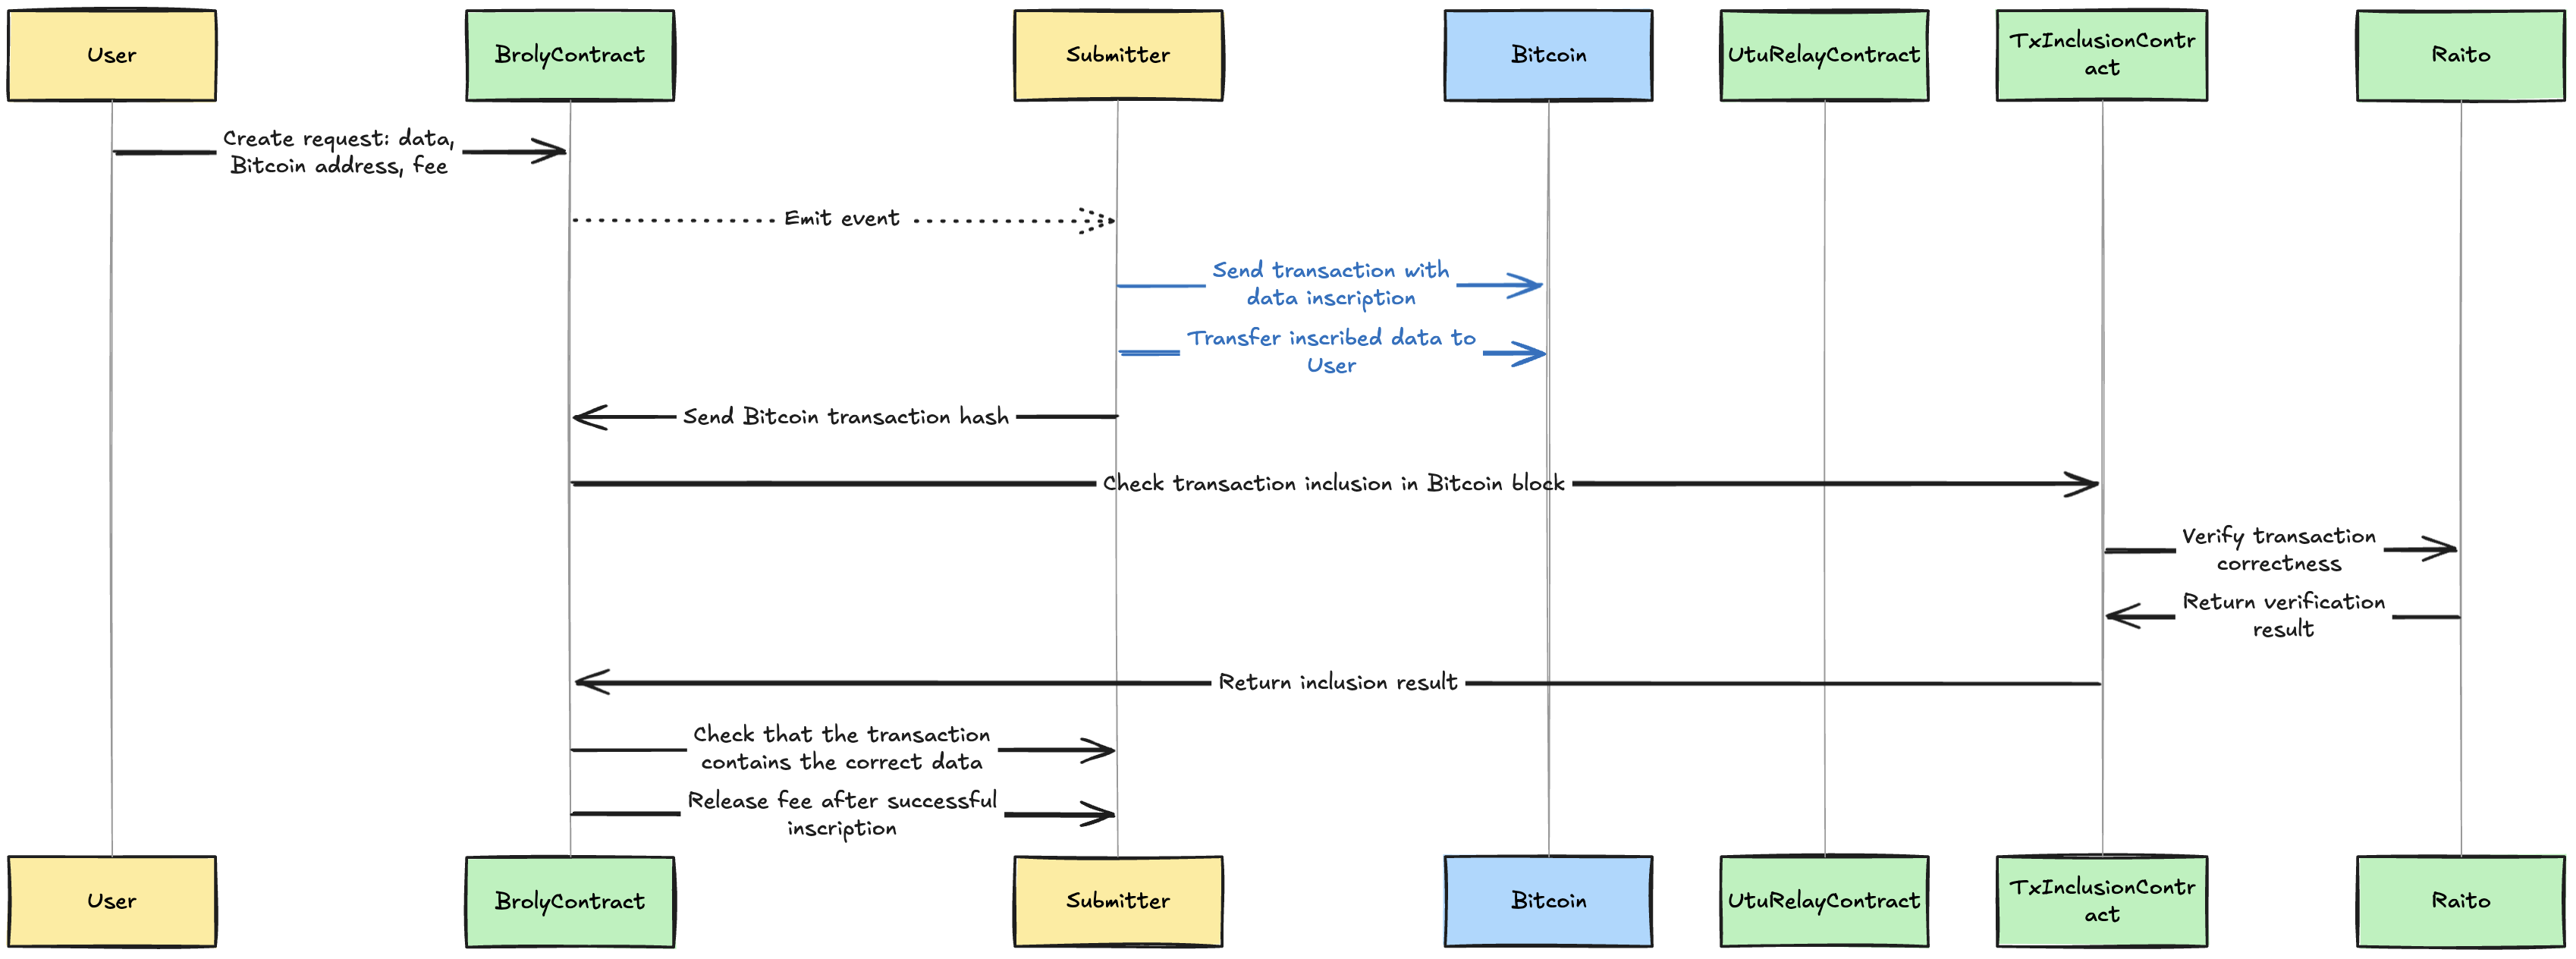 User
BrolyContract
Submitter
Bitcoin
UtuRelayContract
TxInclusionContr
act
Raito
Create request: data,
Bitcoin address, fee
Emit event
Send transaction with
data inscription
Transfer inscribed data to
User
Send Bitcoin transaction hash
Check transaction inclusion in Bitcoin block
Verify transaction
correctness
Return verification
result
Return inclusion result
Check that the transaction
contains the correct data
Release fee after successful
inscription
User
BrolyContract
Submitter
Bitcoin
UtuRelayContract
TxInclusionContr
act
Raito